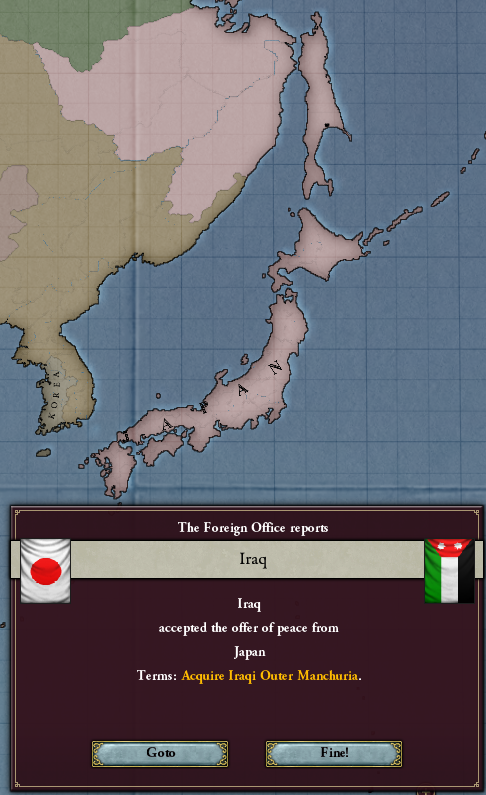 KOREA
JAPAN
The Foreign Office reports
Iraq
Iraq
accepted the offer of peace from
Japan
Terms: Acquire Iraqi Outer Manchuria.
Goto
Fine!